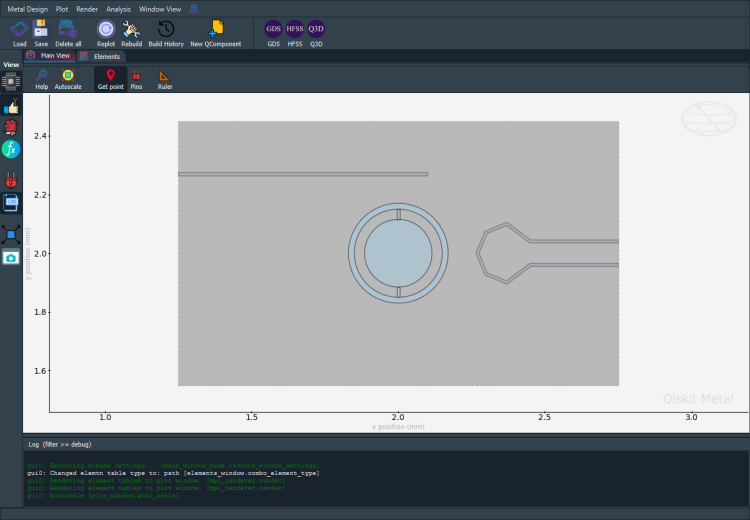 Metal Design Plot Render Analysis Window View
GDS HFSS Q3D
Load Save Delete all Replot Rebuild Build History New QComponent GDS HFSS Q3D
View Main View Elements
Help Autoscale Get point Pins Ruler
fx
2.4
2.2
2.0
1.8
1.6
y position (mm)
Qiskit Metal
1.0 1.5 2.0 2.5 3.0
x position (mm)
Log (filter >= debug)
gui0: Restoring window settings... [main_window_base.restore_window_settings]
gui0: Changed elemtn table type to: path [elements_window.combo_element_type]
gui0: Rendering element tables to plot window. [mpl_renderer.render]
gui0: Rendering element tables to plot window. [mpl_renderer.render]
gui0: Autoscale [plot_window.auto_scale]